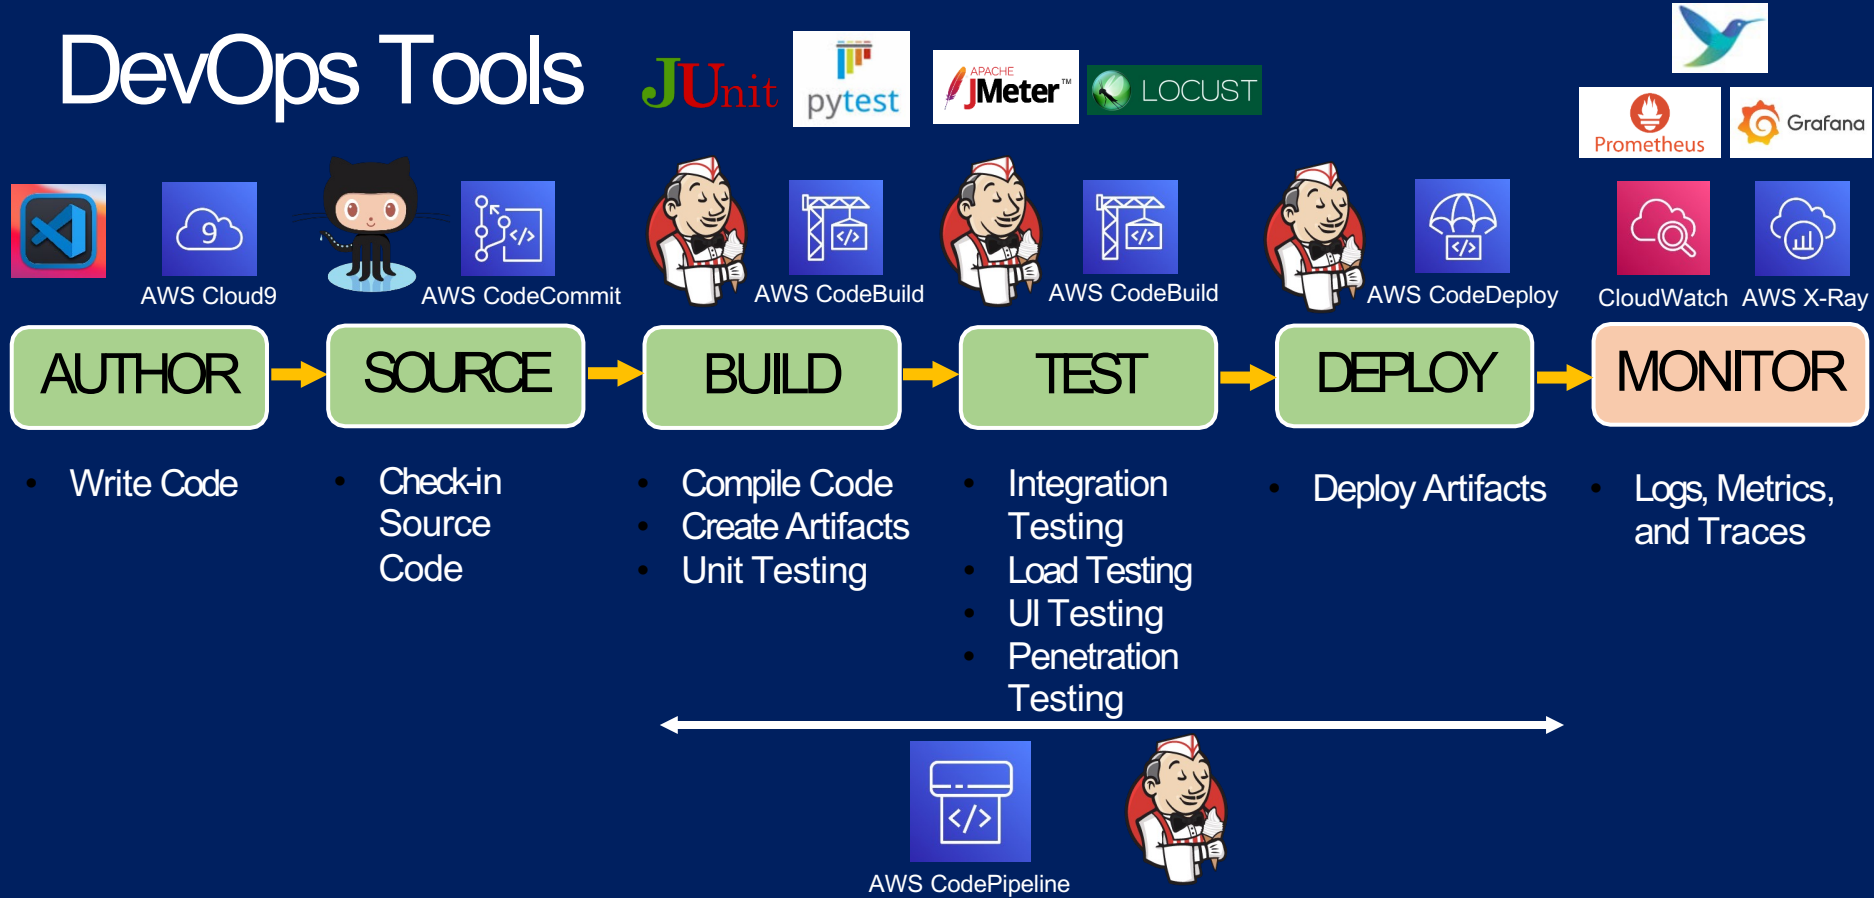 DevOps Tools
JUnit
pytest
APACHE
JMeter™
LOCUST
Prometheus
Grafana
9
AWS Cloud9
</>
AWS CodeCommit
</>
AWS CodeBuild
</>
AWS CodeBuild
</>
AWS CodeDeploy
CloudWatch
AWS X-Ray
AUTHOR
SOURCE
BUILD
TEST
DEPLOY
MONITOR
• Write Code
• Check-in
Source
Code
• Compile Code
• Create Artifacts
• Unit Testing
• Integration
Testing
• Load Testing
• UI Testing
• Penetration
Testing
• Deploy Artifacts
• Logs, Metrics,
and Traces
</>
AWS CodePipeline